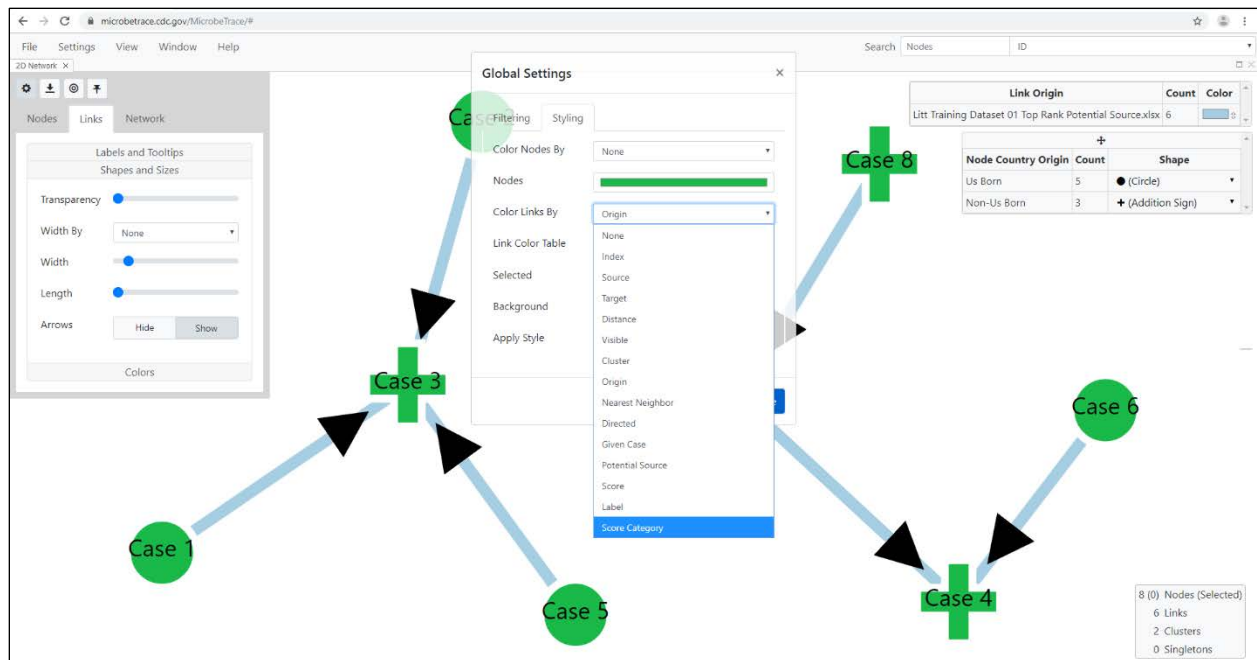 microbetrace.cdc.gov/MicrobeTrace/#
File Settings View Window Help
Search Nodes ID
2D Network ×
Nodes Links Network
Labels and Tooltips
Shapes and Sizes
Transparency
Width By None
Width
Length
Arrows Hide Show
Colors
Global Settings ×
Filtering Styling
Color Nodes By None
Nodes
Color Links By Origin
Link Color Table
Selected
Background
Apply Style
None
Index
Source
Target
Distance
Visible
Cluster
Origin
Nearest Neighbor
Directed
Given Case
Potential Source
Score
Label
Score Category
Link Origin Count Color
Litt Training Dataset 01 Top Rank Potential Source.xlsx 6
Node Country Origin Count Shape
Us Born 5 (Circle)
Non-Us Born 3 + (Addition Sign)
Case 8
Case 3
Case 6
Case 1
Case 5
Case 4
8 (0) Nodes (Selected)
6 Links
2 Clusters
0 Singletons